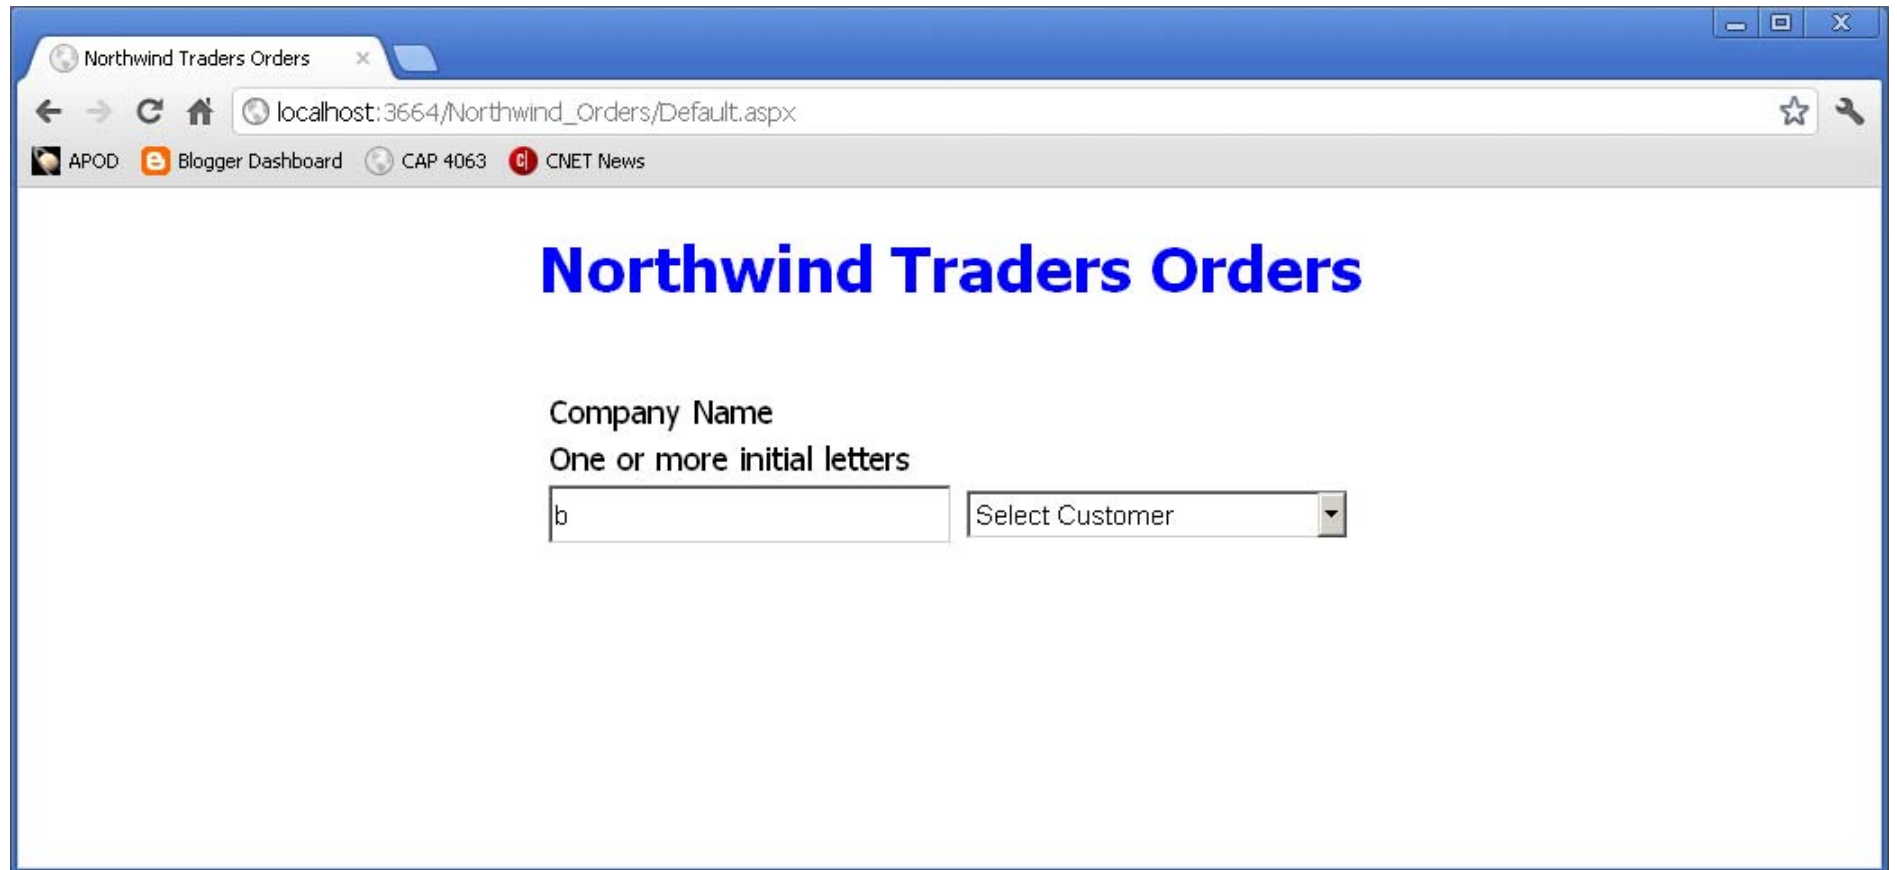 Northwind Traders Orders
localhost:3664/Northwind_Orders/Default.aspx
APOD Blogger Dashboard CAP 4063 CNET News
Northwind Traders Orders
Company Name
One or more initial letters
b Select Customer